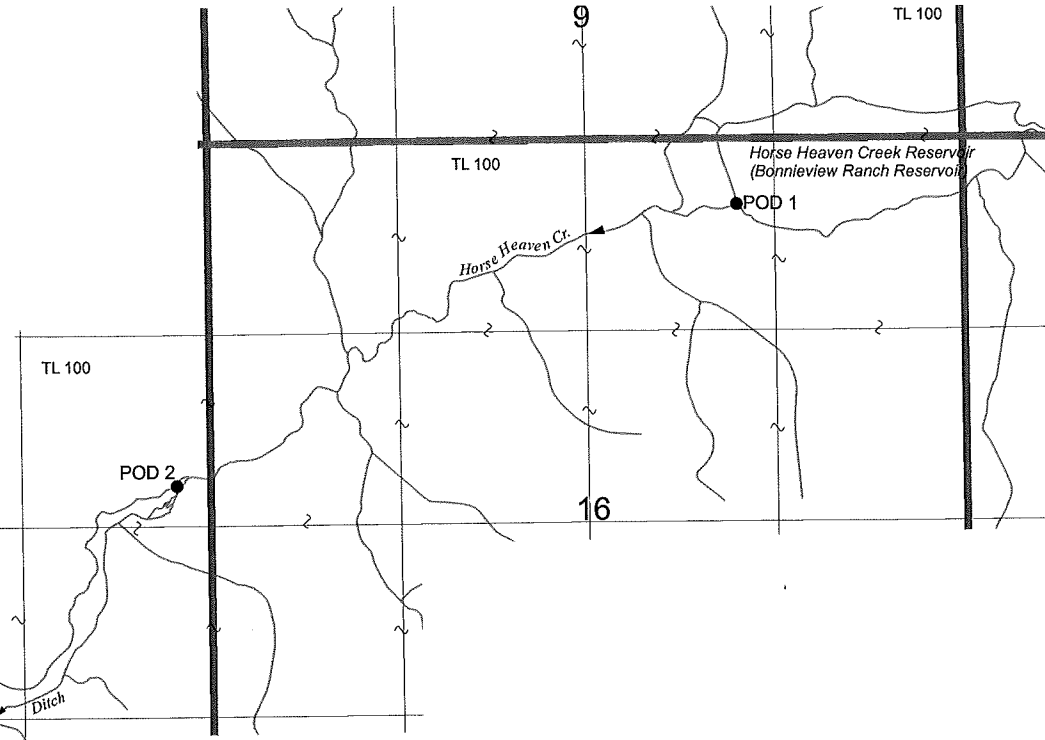 9
TL 100
TL 100
Horse Heaven Creek Reservoir
(Bonnieview Ranch Reservoir)
POD 1
Horse Heaven Cr.
TL 100
POD 2
16
Ditch